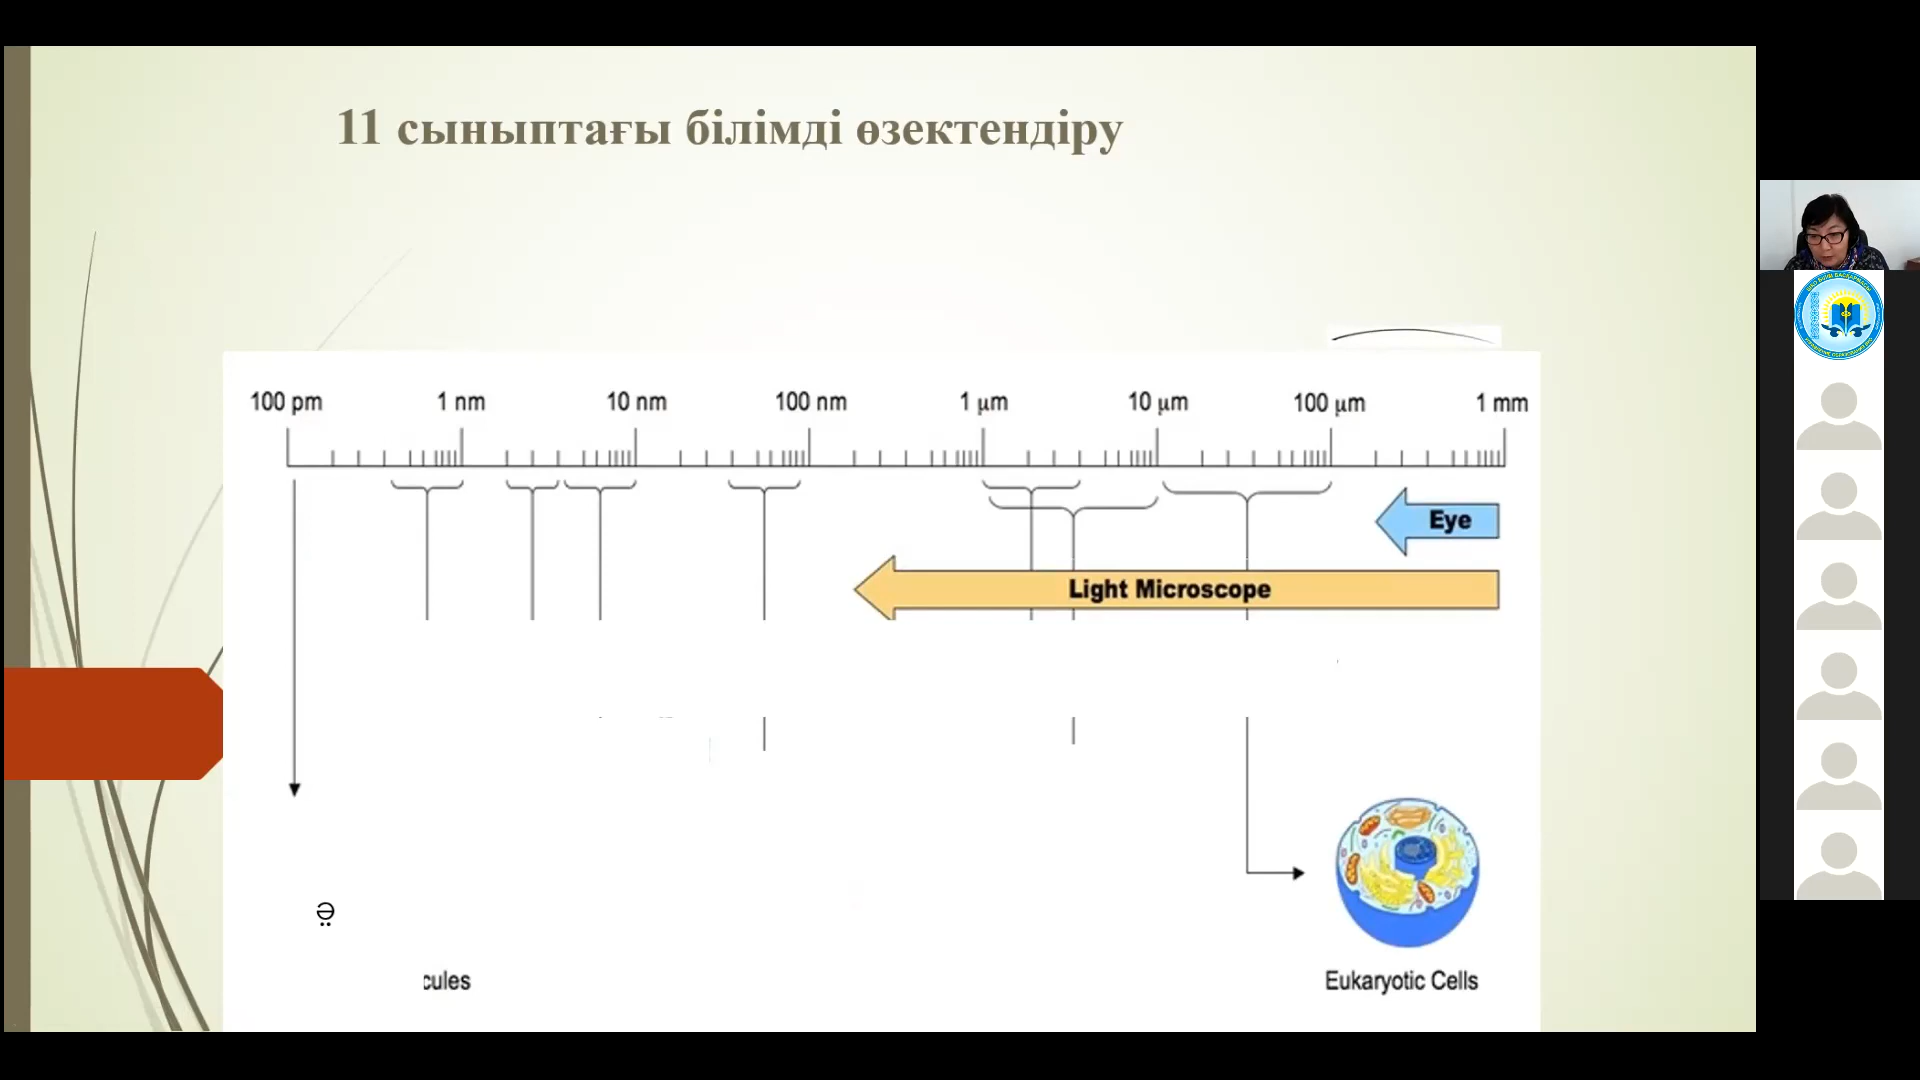 11 сыныптағы білімді өзектендіру
100 pm 1 nm 10 nm 100 nm 1 μm 10 μm 100 μm 1 mm
Eye
Light Microscope
ә
cules
Eukaryotic Cells